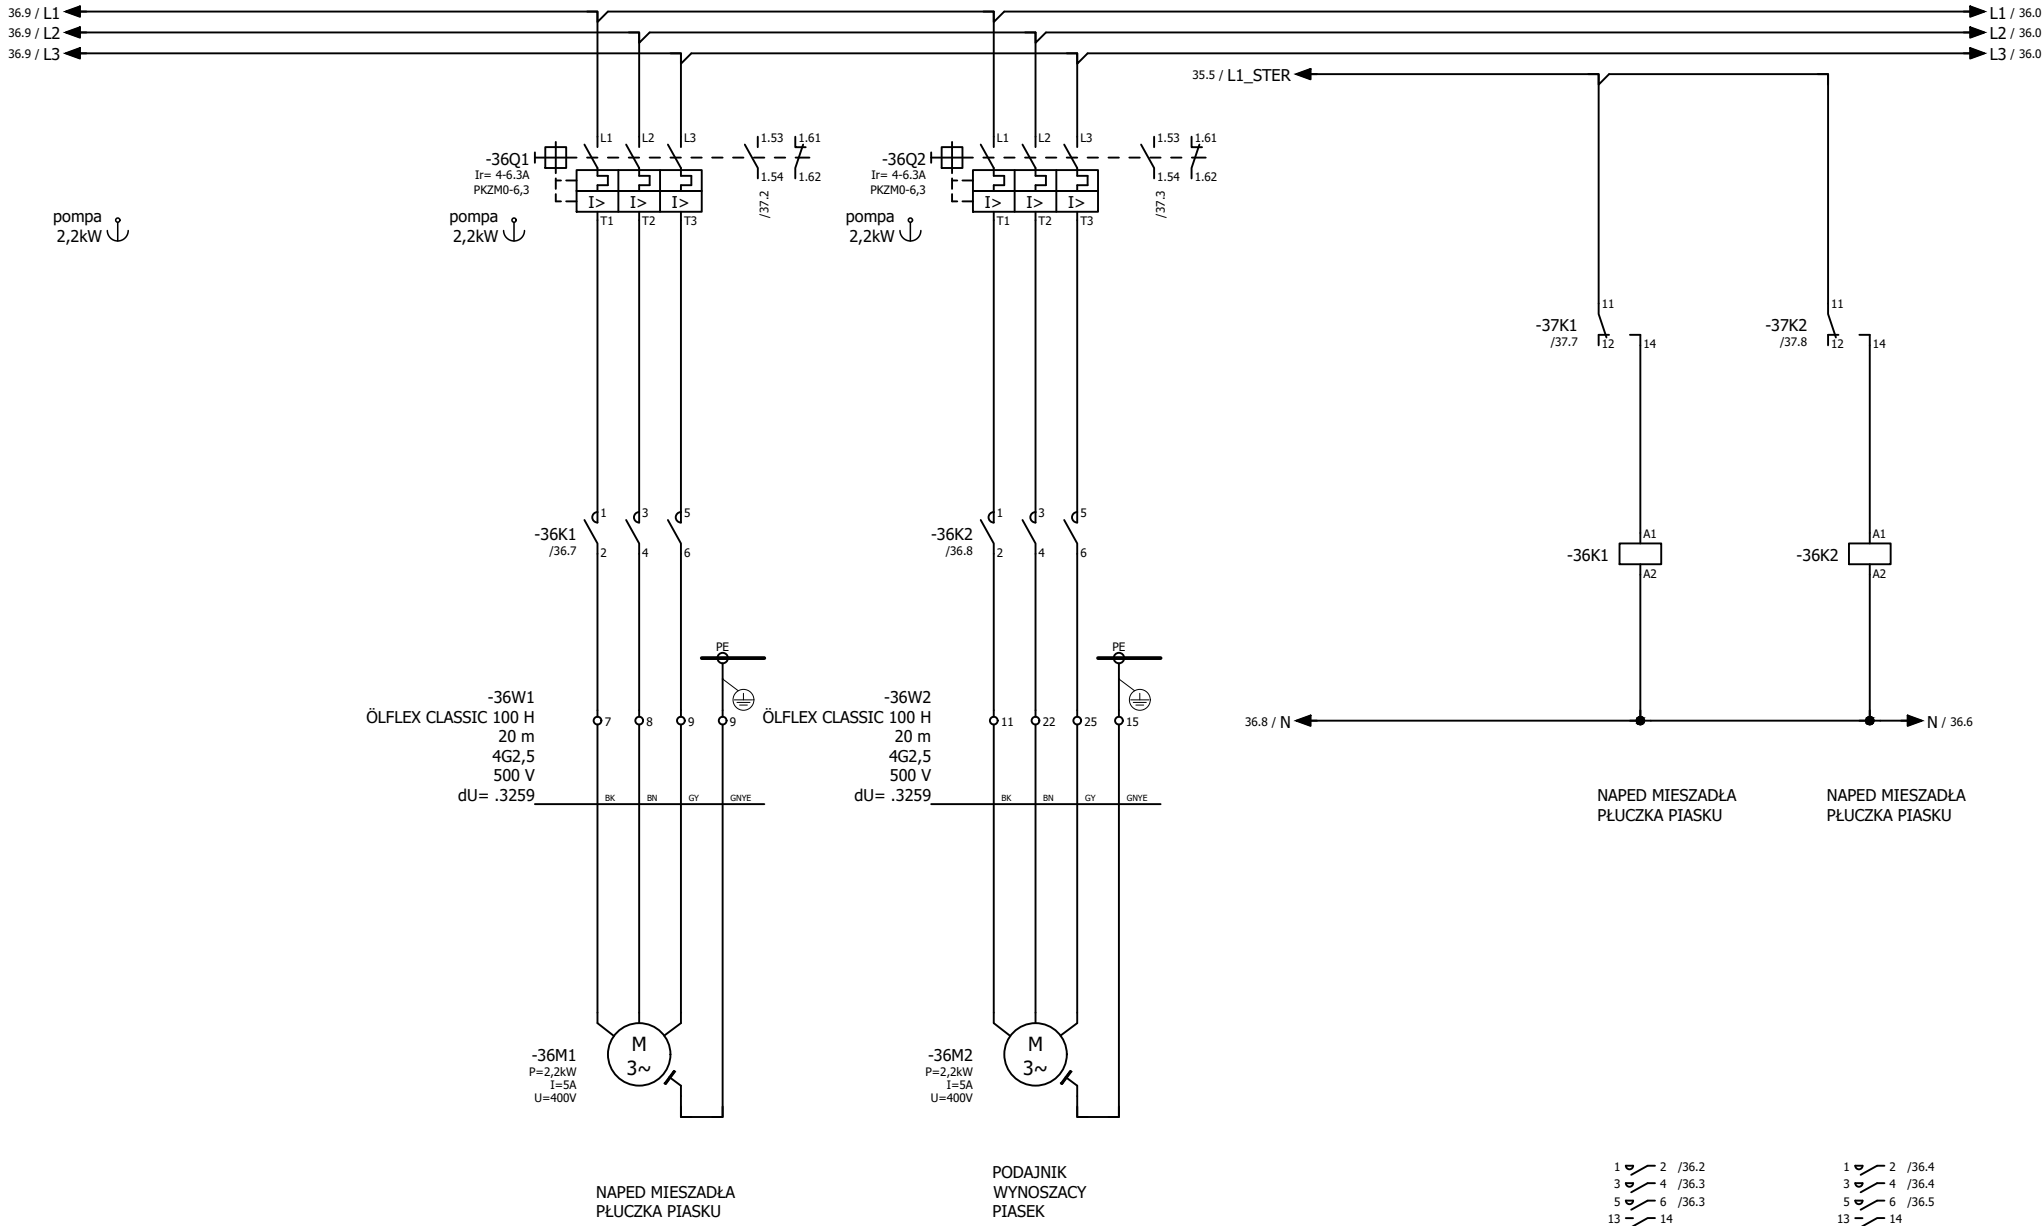 36.9 / L1
36.9 / L2
36.9 / L3
L1 / 36.0
L2 / 36.0
L3 / 36.0
35.5 / L1_STER
pompa
2,2kW
-36Q1
Ir= 4-6.3A
PKZM0-6,3
pompa
2,2kW
L1 L2 L3
I> I> I>
T1 T2 T3
1.53 1.61
1.54 1.62
/37.2
-36Q2
Ir= 4-6.3A
PKZM0-6,3
pompa
2,2kW
L1 L2 L3
I> I> I>
T1 T2 T3
1.53 1.61
1.54 1.62
/37.3
-37K1
/37.7
11
12 14
-37K2
/37.8
11
12 14
-36K1
/36.7
1 3 5
2 4 6
-36K2
/36.8
1 3 5
2 4 6
-36K1
A1
A2
-36K2
A1
A2
PE
PE
-36W1
ÖLFLEX CLASSIC 100 H
20 m
4G2,5
500 V
dU= .3259
7 8 9 9
BK BN GY GNYE
-36W2
ÖLFLEX CLASSIC 100 H
20 m
4G2,5
500 V
dU= .3259
11 22 25 15
BK BN GY GNYE
36.8 / N
N / 36.6
NAPED MIESZADŁA
PŁUCZKA PIASKU
NAPED MIESZADŁA
PŁUCZKA PIASKU
-36M1
P=2,2kW
I=5A
U=400V
M
3~
-36M2
P=2,2kW
I=5A
U=400V
M
3~
NAPED MIESZADŁA
PŁUCZKA PIASKU
PODAJNIK
WYNOSZACY
PIASEK
1 2 /36.2
3 4 /36.3
5 6 /36.3
13 14
1 2 /36.4
3 4 /36.4
5 6 /36.5
13 14